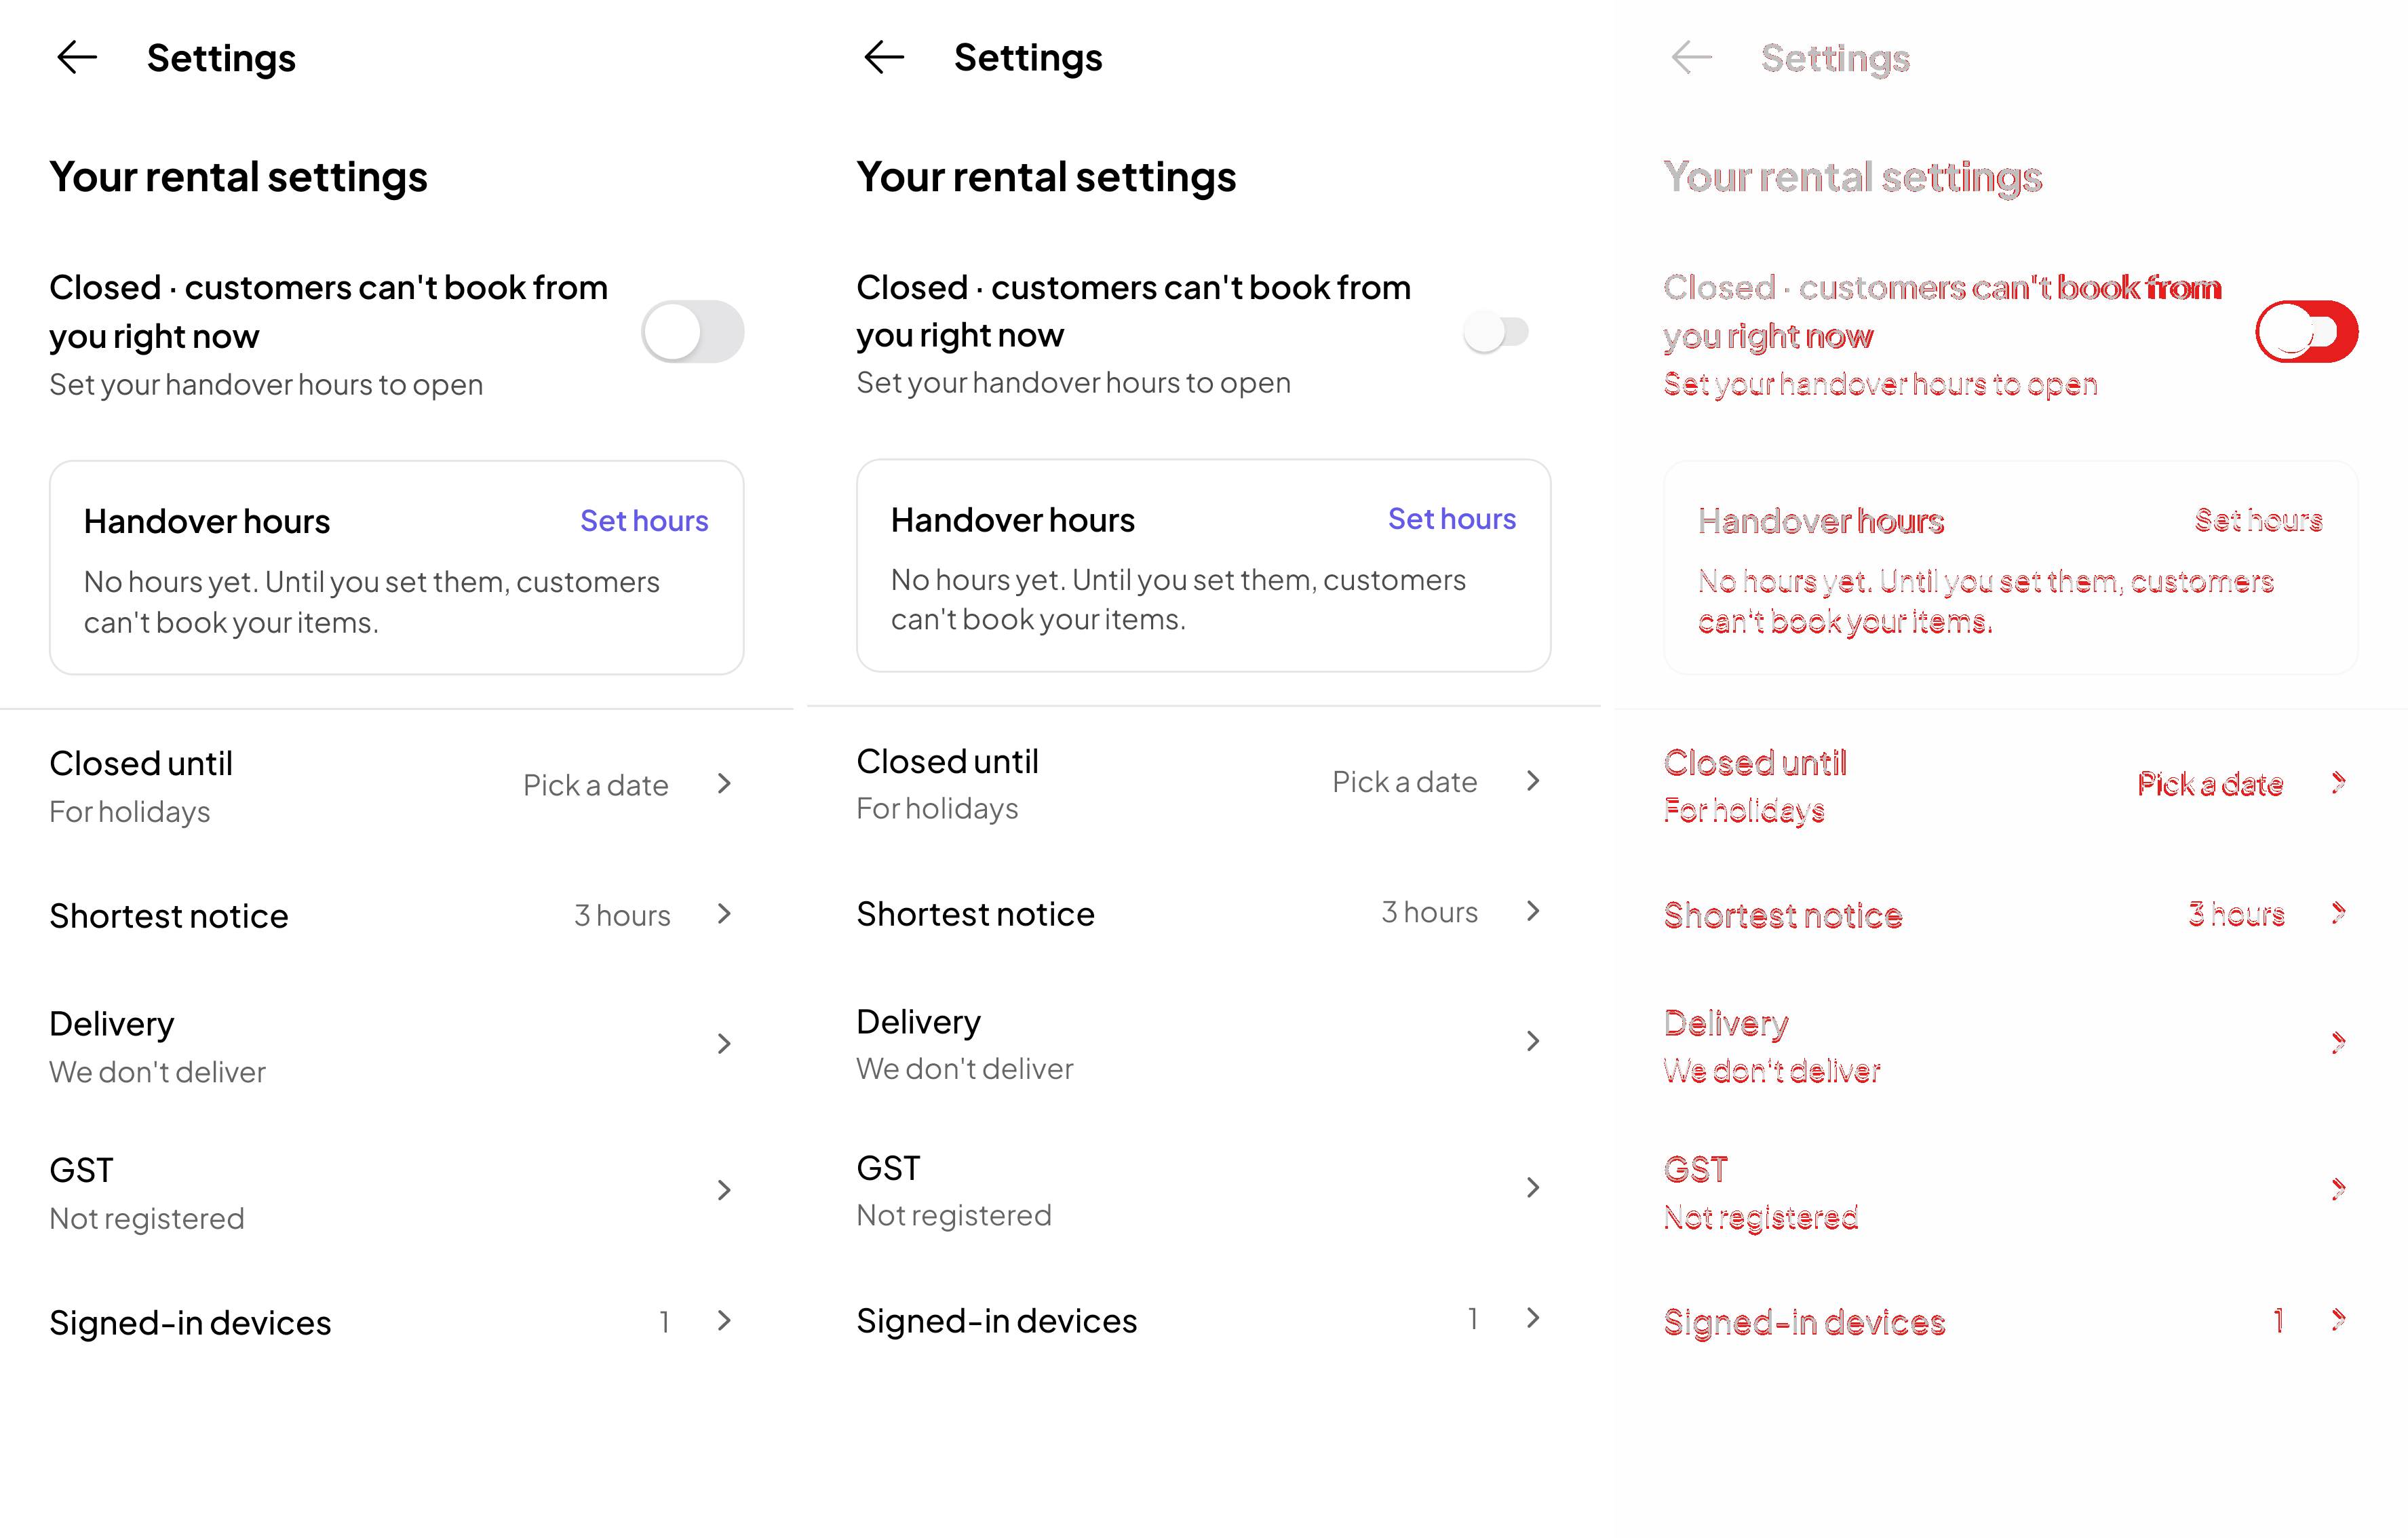 Settings
Your rental settings
Closed · customers can't book from
you right now
Set your handover hours to open
Handover hours
Set hours
No hours yet. Until you set them, customers
can't book your items.
Closed until
For holidays
Pick a date
Shortest notice
3 hours
Delivery
We don't deliver
GST
Not registered
Signed-in devices
1
Settings
Your rental settings
Closed · customers can't book from
you right now
Set your handover hours to open
Handover hours
Set hours
No hours yet. Until you set them, customers
can't book your items.
Closed until
For holidays
Pick a date
Shortest notice
3 hours
Delivery
We don't deliver
GST
Not registered
Signed-in devices
1
Settings
Your rental settings
Closed · customers can't book from
you right now
Set your handover hours to open
Handover hours
Set hours
No hours yet. Until you set them, customers
can't book your items.
Closed until
For holidays
Pick a date
Shortest notice
3 hours
Delivery
We don't deliver
GST
Not registered
Signed-in devices
1